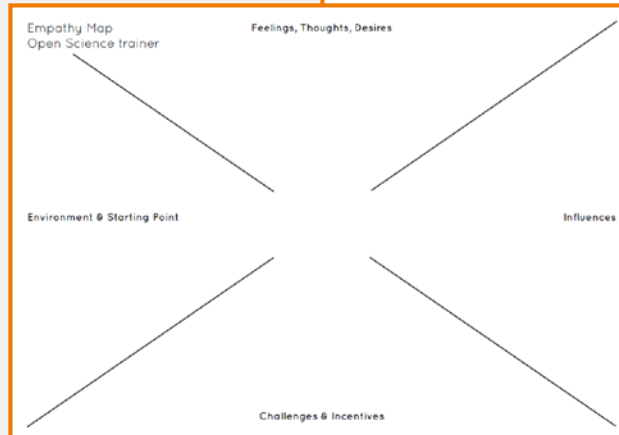 Empathy Map
Open Science trainer
Feelings, Thoughts, Desires
Environment & Starting Point
Influences
Challenges & Incentives